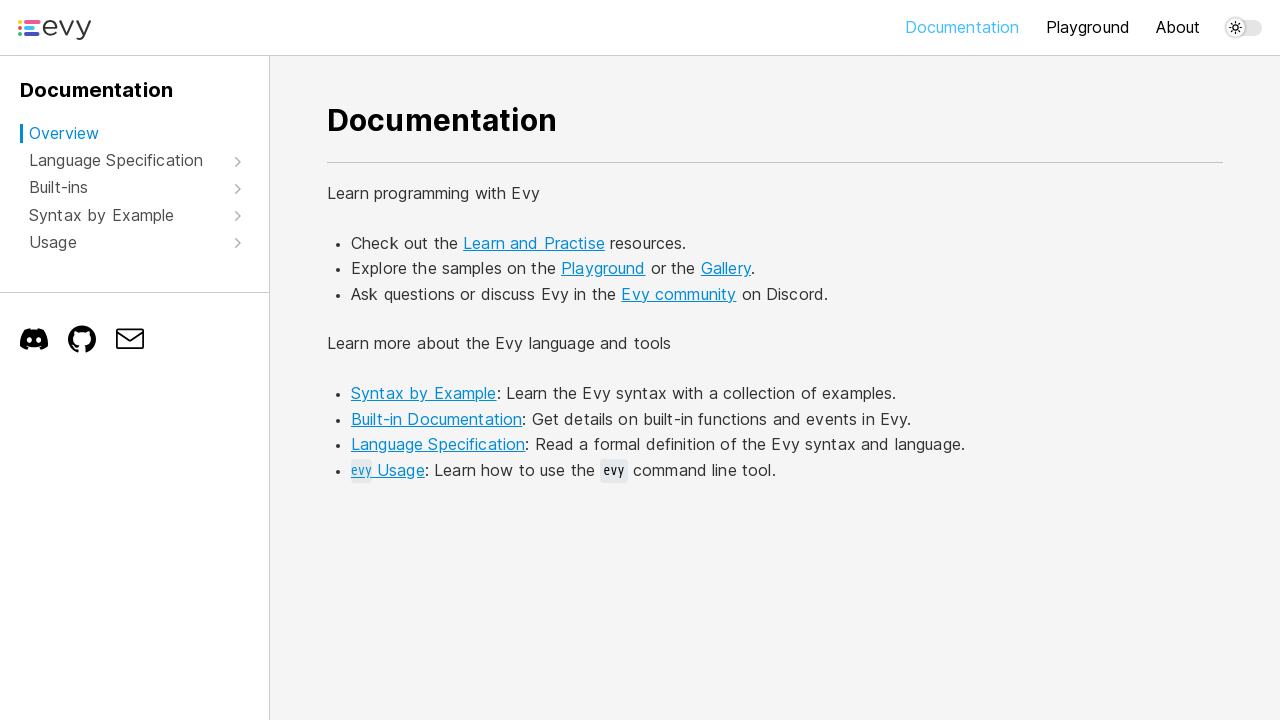 evy
Documentation
Playground
About
Documentation
Overview
Language Specification
Built-ins
Syntax by Example
Usage
Documentation
Learn programming with Evy
Check out the Learn and Practise resources.
Explore the samples on the Playground or the Gallery.
Ask questions or discuss Evy in the Evy community on Discord.
Learn more about the Evy language and tools
Syntax by Example: Learn the Evy syntax with a collection of examples.
Built-in Documentation: Get details on built-in functions and events in Evy.
Language Specification: Read a formal definition of the Evy syntax and language.
evy Usage: Learn how to use the evy command line tool.